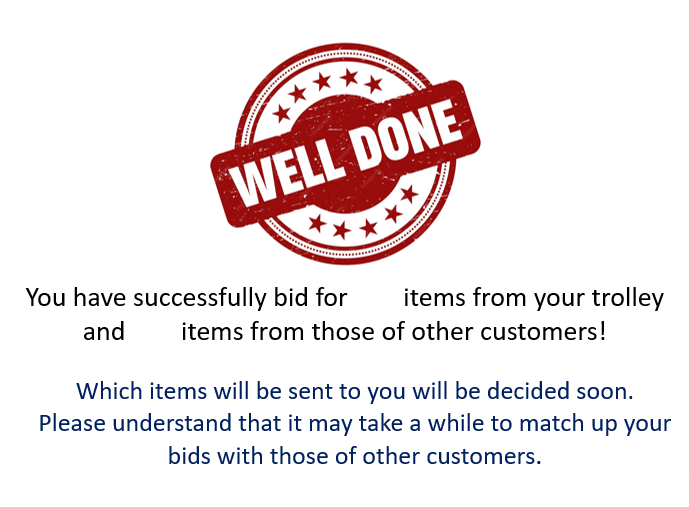 WELL DONE
You have successfully bid for items from your trolley
and items from those of other customers!
Which items will be sent to you will be decided soon.
Please understand that it may take a while to match up your
bids with those of other customers.